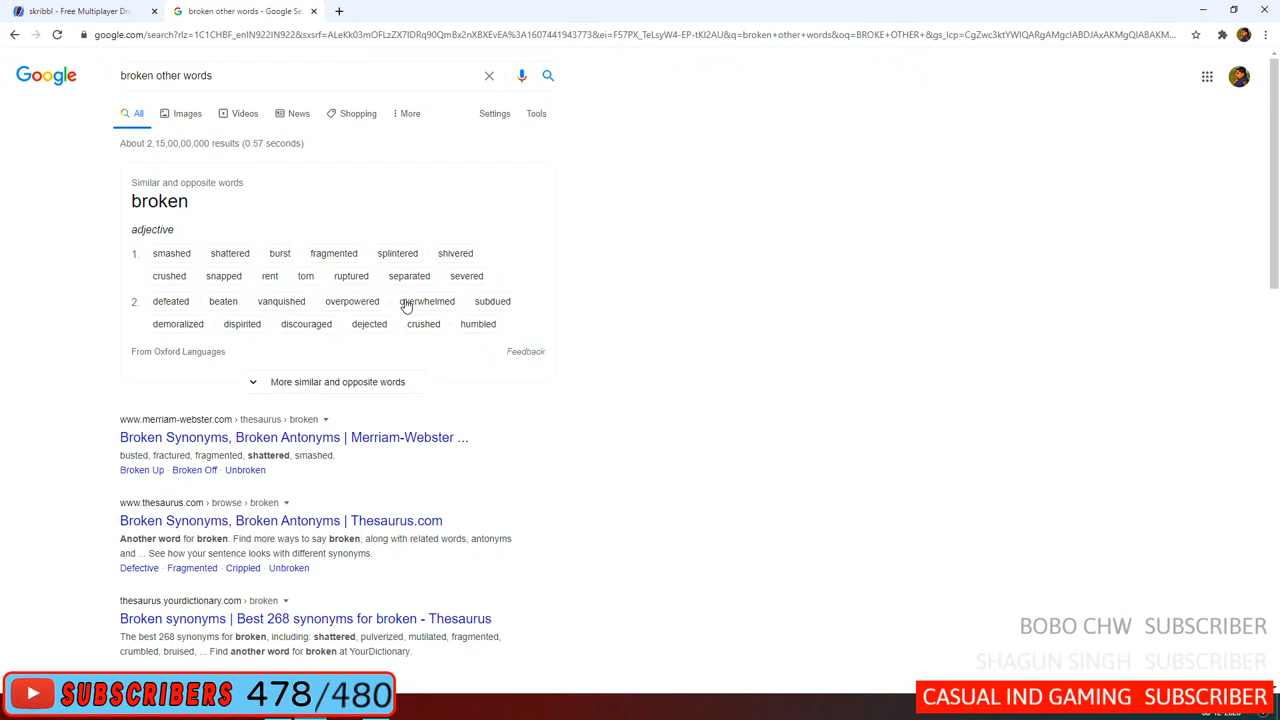 skribbl - Free Multiplayer Dr
broken other words - Google Se
google.com/search?rlz=1C1CHBF_enIN922IN922&sxsrf=ALeKk03mOFLzZX7IDRq90QmBx2nXBXEvEA%3A1607441943773&ei=F57PX_TeLsyW4-EP-tKl2AU&q=broken+other+words&oq=BROKE+OTHER+&gs_lcp=CgZwc3ktYWIQARgAMgcIABDJAxAKMgQIABAKM...
Google
broken other words
All Images Videos News Shopping More Settings Tools
About 2,15,00,00,000 results (0.57 seconds)
Similar and opposite words
broken
adjective
1. smashed shattered burst fragmented splintered shivered
crushed snapped rent torn ruptured separated severed
2. defeated beaten vanquished overpowered overwhelmed subdued
demoralized dispirited discouraged dejected crushed humbled
From Oxford Languages Feedback
More similar and opposite words
www.merriam-webster.com › thesaurus › broken
Broken Synonyms, Broken Antonyms | Merriam-Webster ...
busted, fractured, fragmented, shattered, smashed.
Broken Up · Broken Off · Unbroken
www.thesaurus.com › browse › broken
Broken Synonyms, Broken Antonyms | Thesaurus.com
Another word for broken. Find more ways to say broken, along with related words, antonyms
and ... See how your sentence looks with different synonyms.
Defective · Fragmented · Crippled · Unbroken
thesaurus.yourdictionary.com › broken
Broken synonyms | Best 268 synonyms for broken - Thesaurus
The best 268 synonyms for broken, including: shattered, pulverized, mutilated, fragmented,
crumbled, bruised, ... Find another word for broken at YourDictionary.
BOBO CHW SUBSCRIBER
SHAGUN SINGH SUBSCRIBER
CASUAL IND GAMING SUBSCRIBER
SUBSCRIBERS 478/480